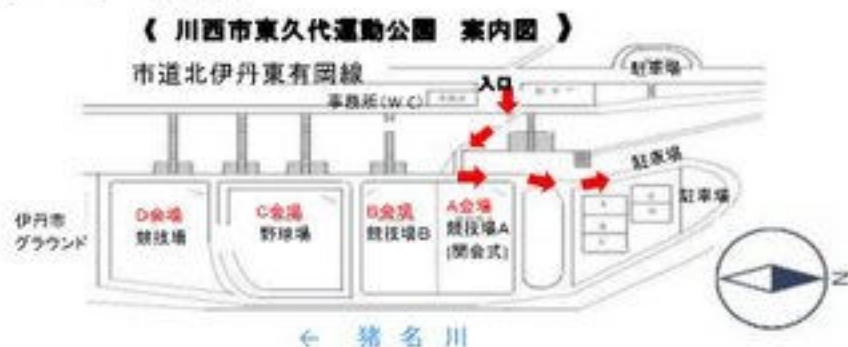 《 川西市東久代運動公園 案内図 》
市道北伊丹東有岡線
入口
駐車場
事務所(WC)
駐車場
駐車場
伊丹市
グラウンド
D会場
競技場
C会場
野球場
B会場
競技場B
A会場
競技場A
(開会式)
N
← 猪名川